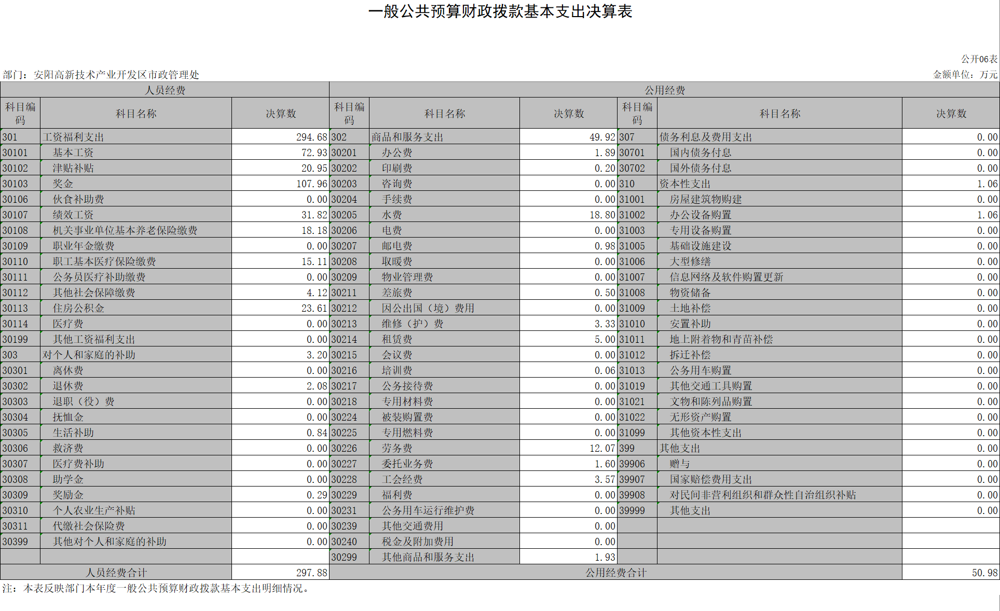 一般公共预算财政拨款基本支出决算表
公开06表
部门：安阳高新技术产业开发区市政管理处 金额单位：万元
人员经费 公用经费
科目编码 科目名称 决算数 科目编码 科目名称 决算数 科目编码 科目名称 决算数
301 工资福利支出 294.68 302 商品和服务支出 49.92 307 债务利息及费用支出 0.00
30101 基本工资 72.93 30201 办公费 1.89 30701 国内债务付息 0.00
30102 津贴补贴 20.95 30202 印刷费 0.20 30702 国外债务付息 0.00
30103 奖金 107.96 30203 咨询费 0.00 310 资本性支出 1.06
30106 伙食补助费 0.00 30204 手续费 0.00 31001 房屋建筑物购建 0.00
30107 绩效工资 31.82 30205 水费 18.80 31002 办公设备购置 1.06
30108 机关事业单位基本养老保险缴费 18.18 30206 电费 0.00 31003 专用设备购置 0.00
30109 职业年金缴费 0.00 30207 邮电费 0.98 31005 基础设施建设 0.00
30110 职工基本医疗保险缴费 15.11 30208 取暖费 0.00 31006 大型修缮 0.00
30111 公务员医疗补助缴费 0.00 30209 物业管理费 0.00 31007 信息网络及软件购置更新 0.00
30112 其他社会保障缴费 4.12 30211 差旅费 0.50 31008 物资储备 0.00
30113 住房公积金 23.61 30212 因公出国（境）费用 0.00 31009 土地补偿 0.00
30114 医疗费 0.00 30213 维修（护）费 3.33 31010 安置补助 0.00
30199 其他工资福利支出 0.00 30214 租赁费 5.00 31011 地上附着物和青苗补偿 0.00
303 对个人和家庭的补助 3.20 30215 会议费 0.00 31012 拆迁补偿 0.00
30301 离休费 0.00 30216 培训费 0.06 31013 公务用车购置 0.00
30302 退休费 2.08 30217 公务接待费 0.00 31019 其他交通工具购置 0.00
30303 退职（役）费 0.00 30218 专用材料费 0.00 31021 文物和陈列品购置 0.00
30304 抚恤金 0.00 30224 被装购置费 0.00 31022 无形资产购置 0.00
30305 生活补助 0.84 30225 专用燃料费 0.00 31099 其他资本性支出 0.00
30306 救济费 0.00 30226 劳务费 12.07 399 其他支出 0.00
30307 医疗费补助 0.00 30227 委托业务费 1.60 39906 赠与 0.00
30308 助学金 0.00 30228 工会经费 3.57 39907 国家赔偿费用支出 0.00
30309 奖励金 0.29 30229 福利费 0.00 39908 对民间非营利组织和群众性自治组织补贴 0.00
30310 个人农业生产补贴 0.00 30231 公务用车运行维护费 0.00 39999 其他支出 0.00
30311 代缴社会保险费 0.00 30239 其他交通费用 0.00
30399 其他对个人和家庭的补助 0.00 30240 税金及附加费用 0.00
30299 其他商品和服务支出 1.93
人员经费合计 297.88 公用经费合计 50.98
注：本表反映部门本年度一般公共预算财政拨款基本支出明细情况。